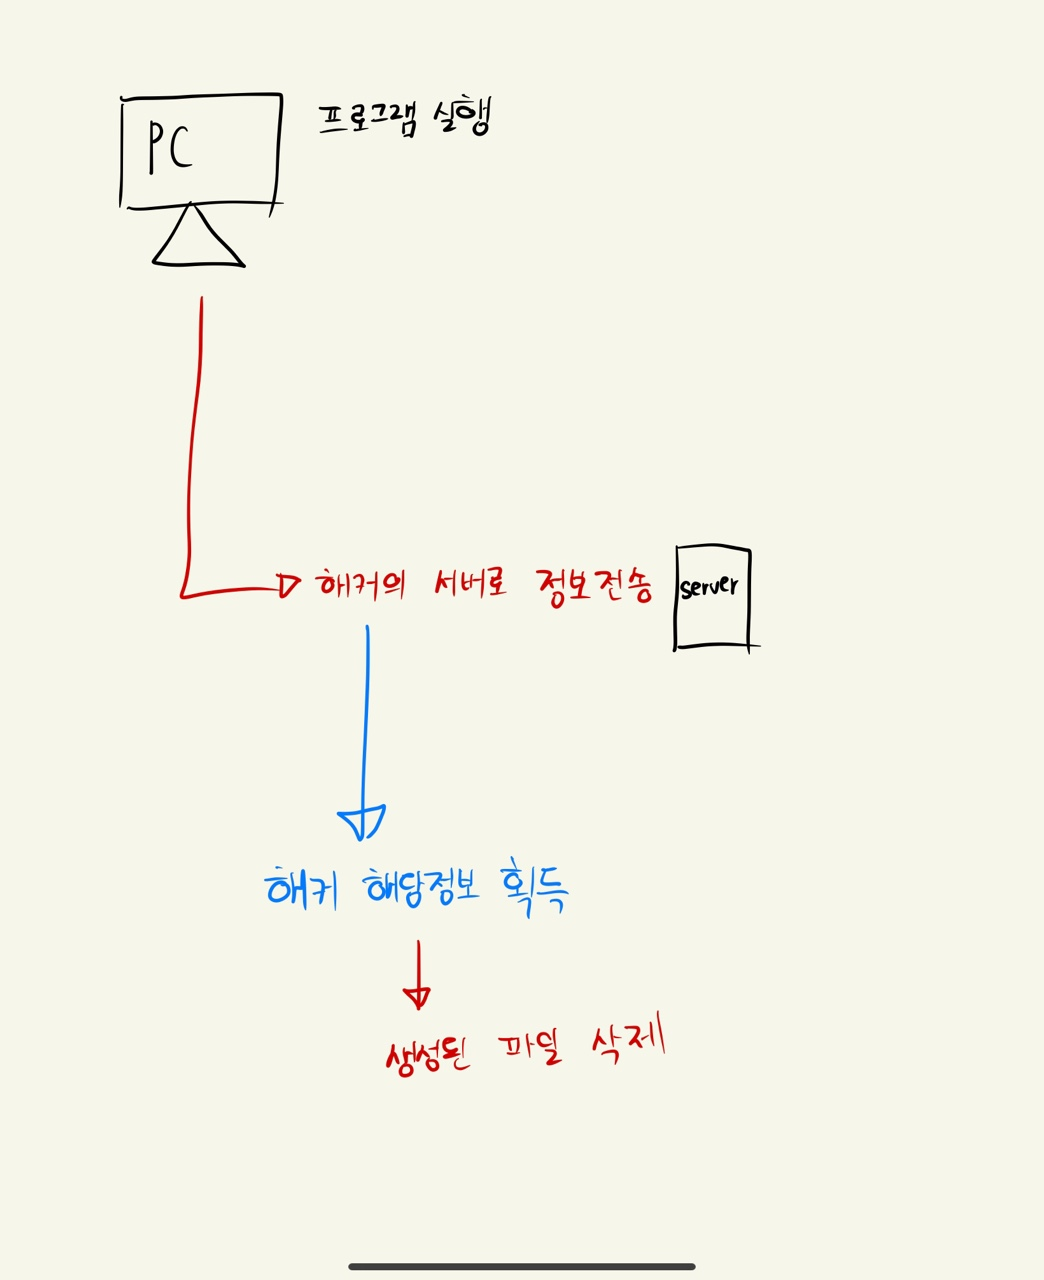 PC
프로그램 실행
해커의 서버로 정보전송
server
해커 해당정보 획득
생성된 파일 삭제